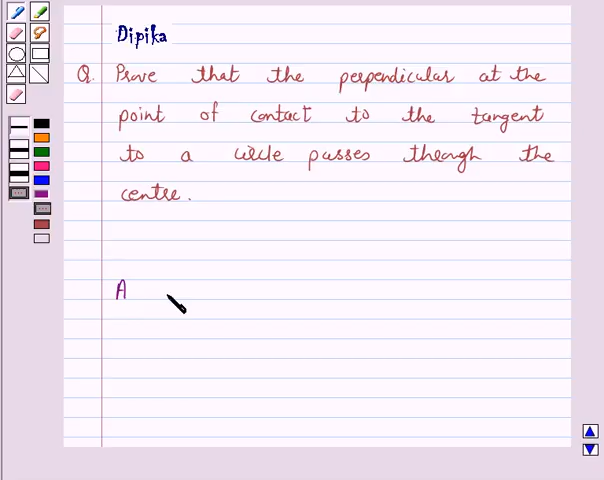 Dipika
Q. Prove that the perpendicular at the
point of contact to the tangent
to a circle passes through the
centre.
A